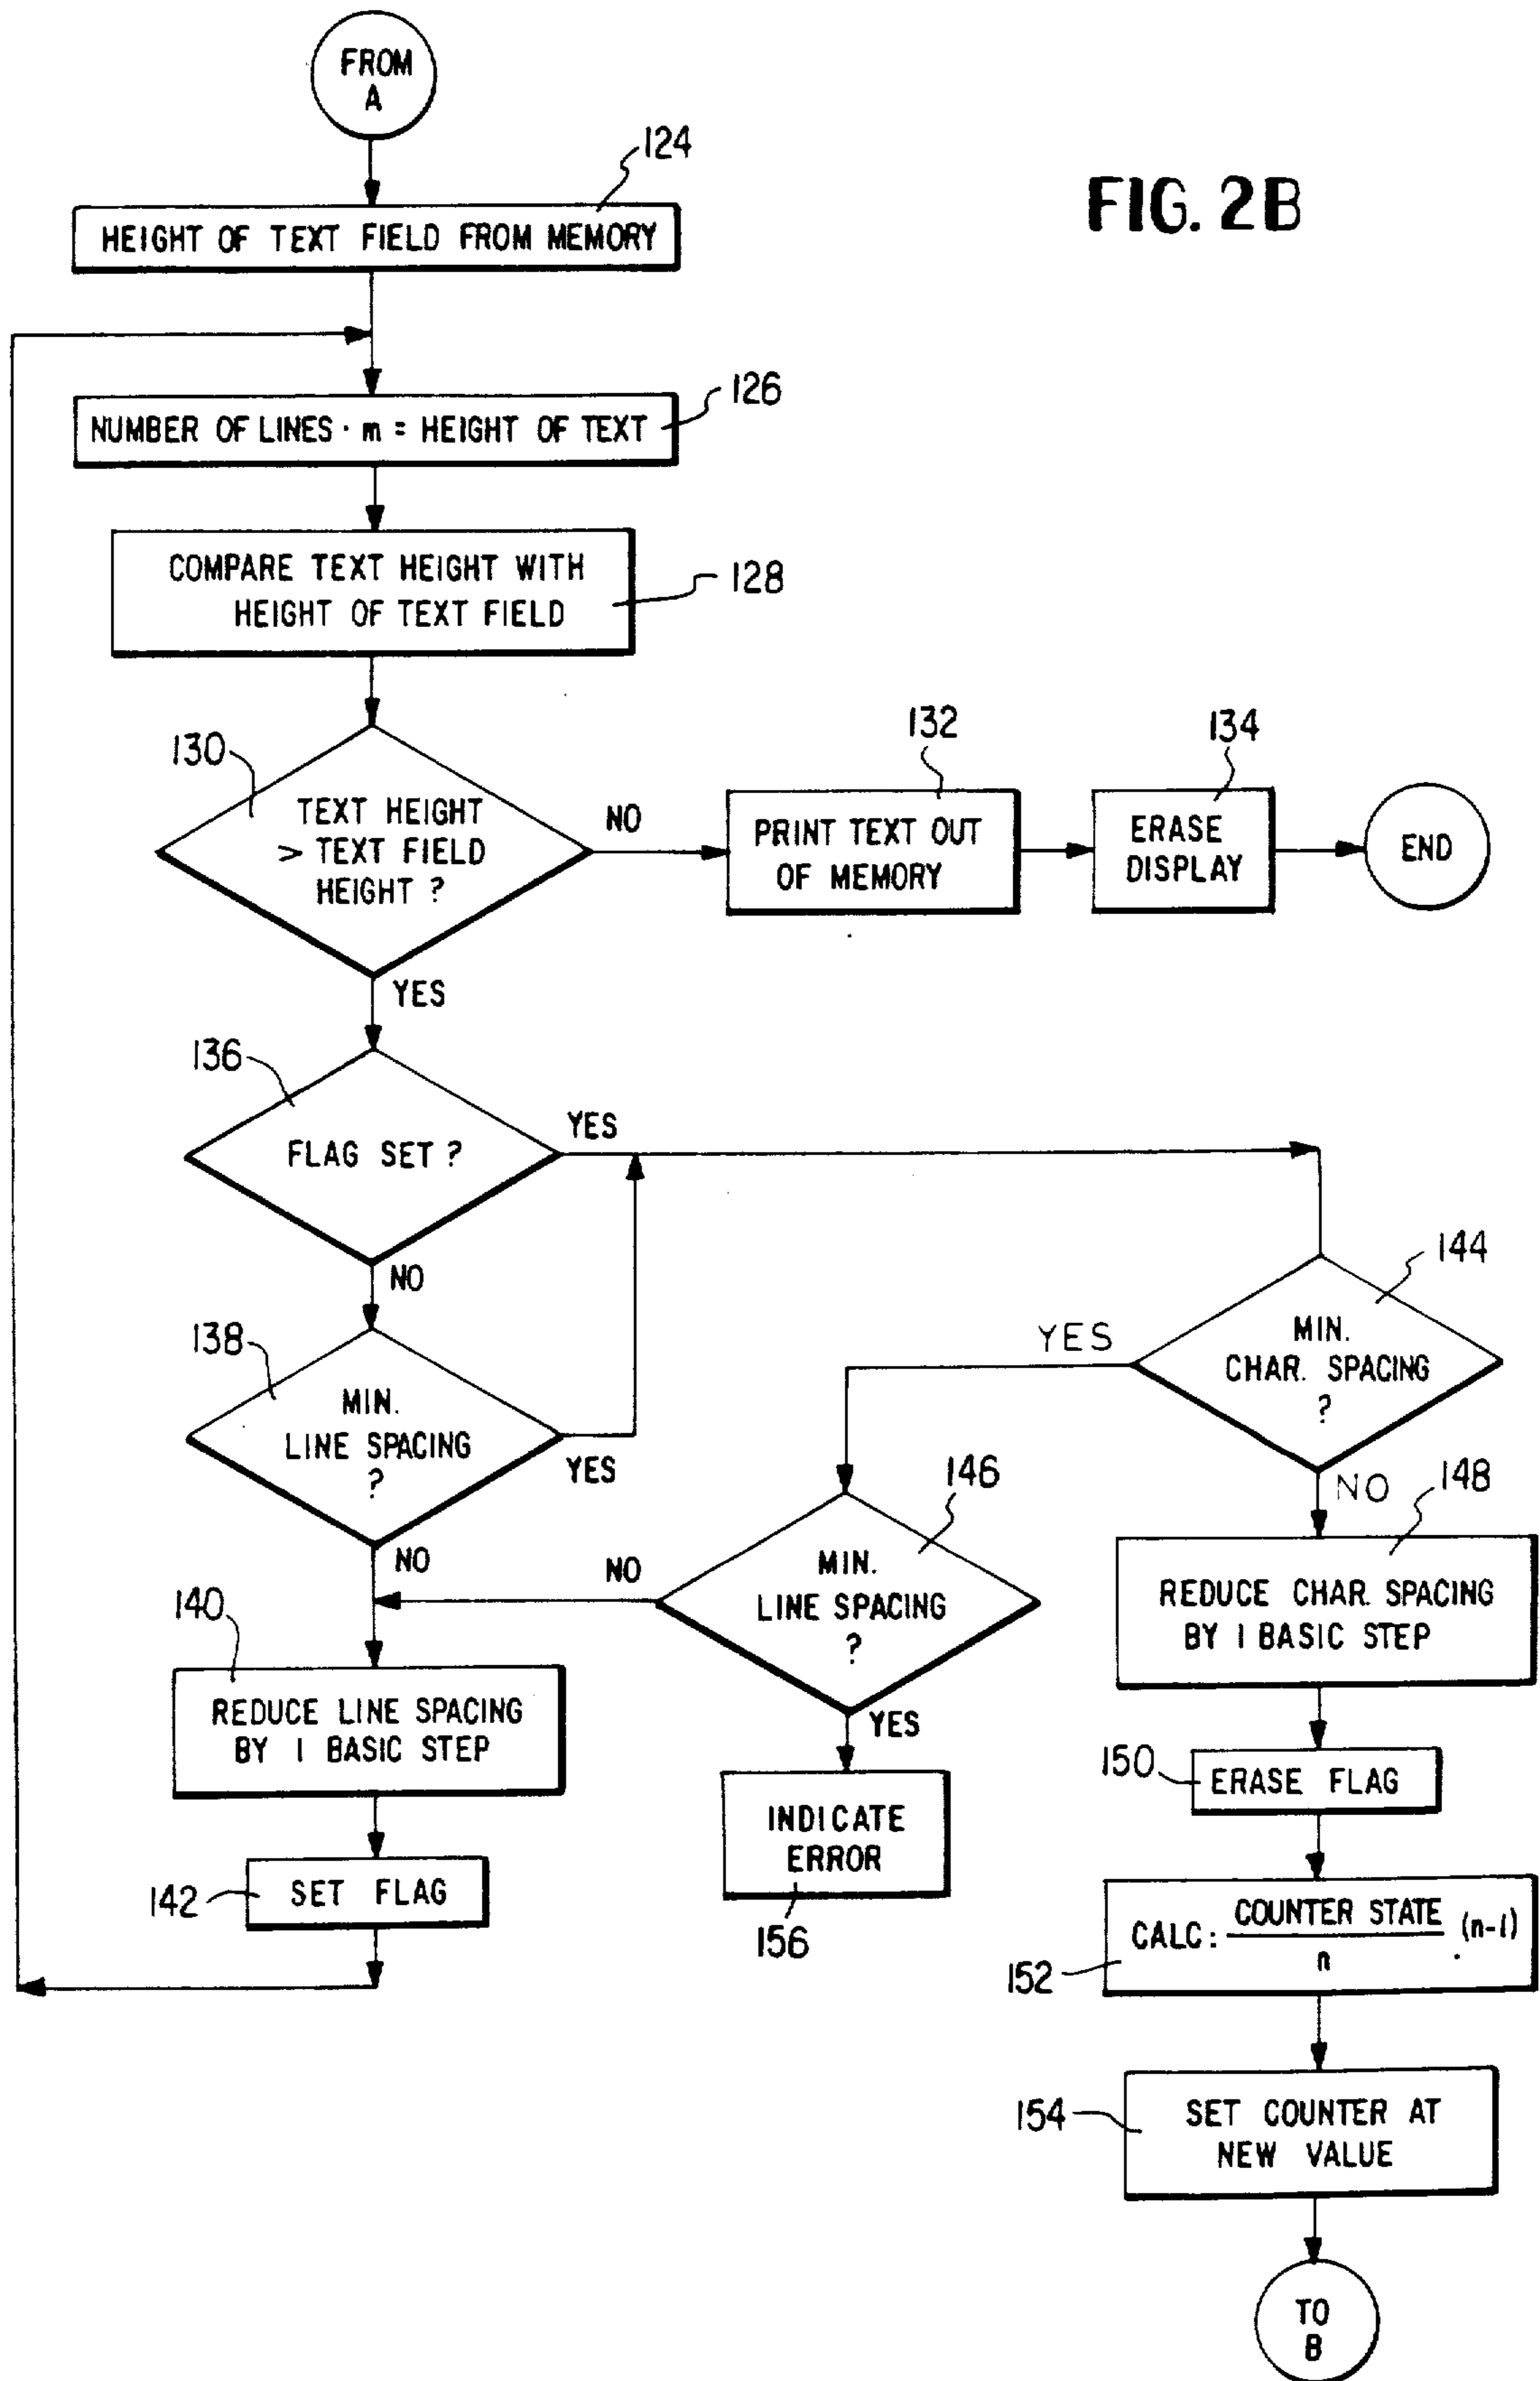 FROM
A
124
FIG. 2B
HEIGHT OF TEXT FIELD FROM MEMORY
126
NUMBER OF LINES · m = HEIGHT OF TEXT
COMPARE TEXT HEIGHT WITH
HEIGHT OF TEXT FIELD
128
130
TEXT HEIGHT
> TEXT FIELD
HEIGHT ?
NO
132
PRINT TEXT OUT
OF MEMORY
134
ERASE
DISPLAY
END
YES
136
FLAG SET ?
YES
NO
138
MIN.
LINE SPACING
?
YES
NO
144
MIN.
CHAR. SPACING
?
YES
NO
146
MIN.
LINE SPACING
?
NO
YES
148
REDUCE CHAR. SPACING
BY 1 BASIC STEP
140
REDUCE LINE SPACING
BY 1 BASIC STEP
150
ERASE FLAG
INDICATE
ERROR
156
142
SET FLAG
CALC : COUNTER STATE . (n-1)
n
152
154
SET COUNTER AT
NEW VALUE
TO
B